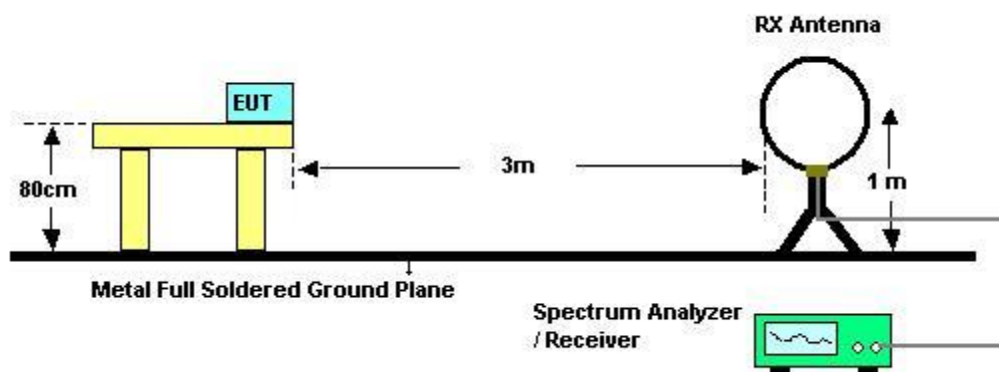 RX Antenna
EUT
3m
80cm
1 m
Metal Full Soldered Ground Plane
Spectrum Analyzer
/ Receiver